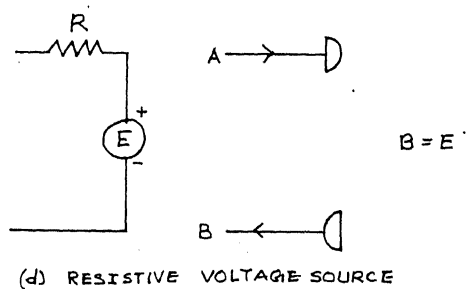 R
A
+
E
-
B = E
B
(d) RESISTIVE VOLTAGE SOURCE